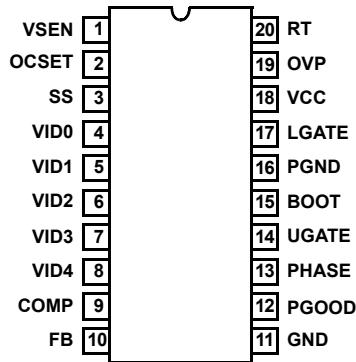 VSEN 1 20 RT
OCSET 2 19 OVP
SS 3 18 VCC
VID0 4 17 LGATE
VID1 5 16 PGND
VID2 6 15 BOOT
VID3 7 14 UGATE
VID4 8 13 PHASE
COMP 9 12 PGOOD
FB 10 11 GND